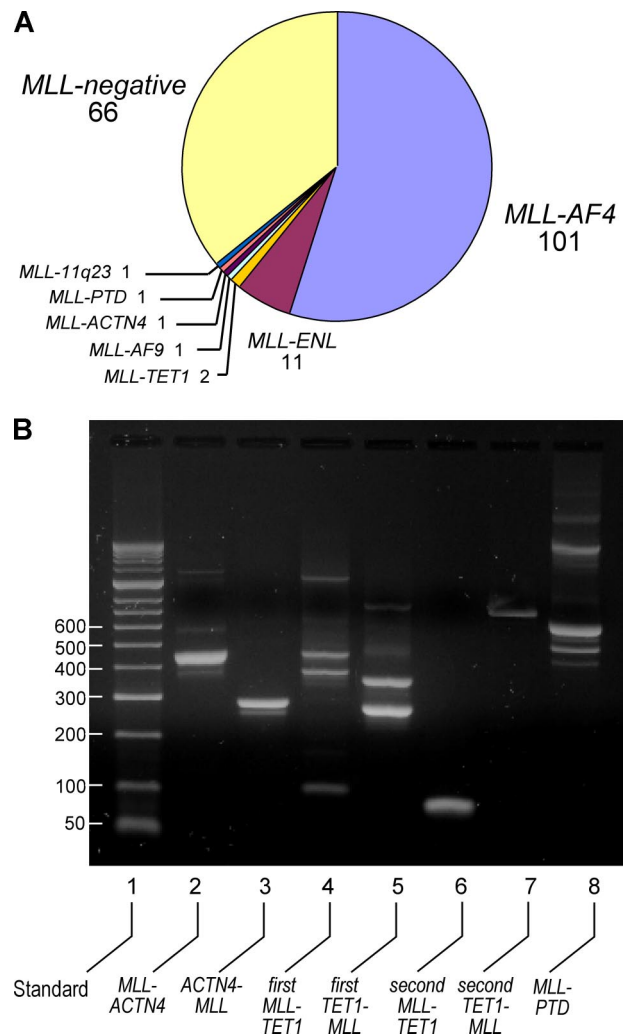 A
MLL-negative
66
MLL-AF4
101
MLL-11q23 1
MLL-PTD 1
MLL-ACTN4 1
MLL-AF9 1
MLL-TET1 2
MLL-ENL
11
B
600
500
400
300
200
100
50
1 2 3 4 5 6 7 8
Standard
MLL-
ACTN4
ACTN4-
MLL
first
MLL-
TET1
first
TET1-
MLL
second
MLL-
TET1
second
TET1-
MLL
MLL-
PTD